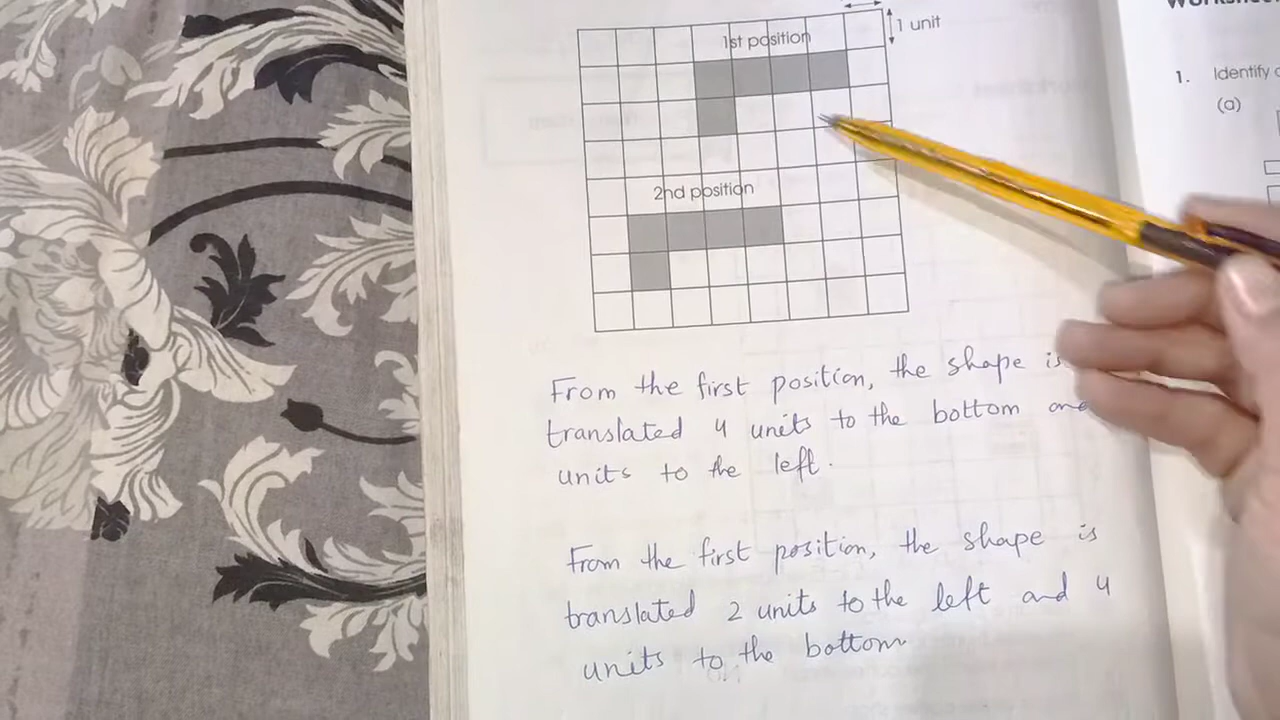 1 unit
1st position
2nd position
From the first position, the shape is
translated 4 units to the bottom and
units to the left.
From the first position, the shape is
translated 2 units to the left and 4
units to the bottom
1. Identify
(a)